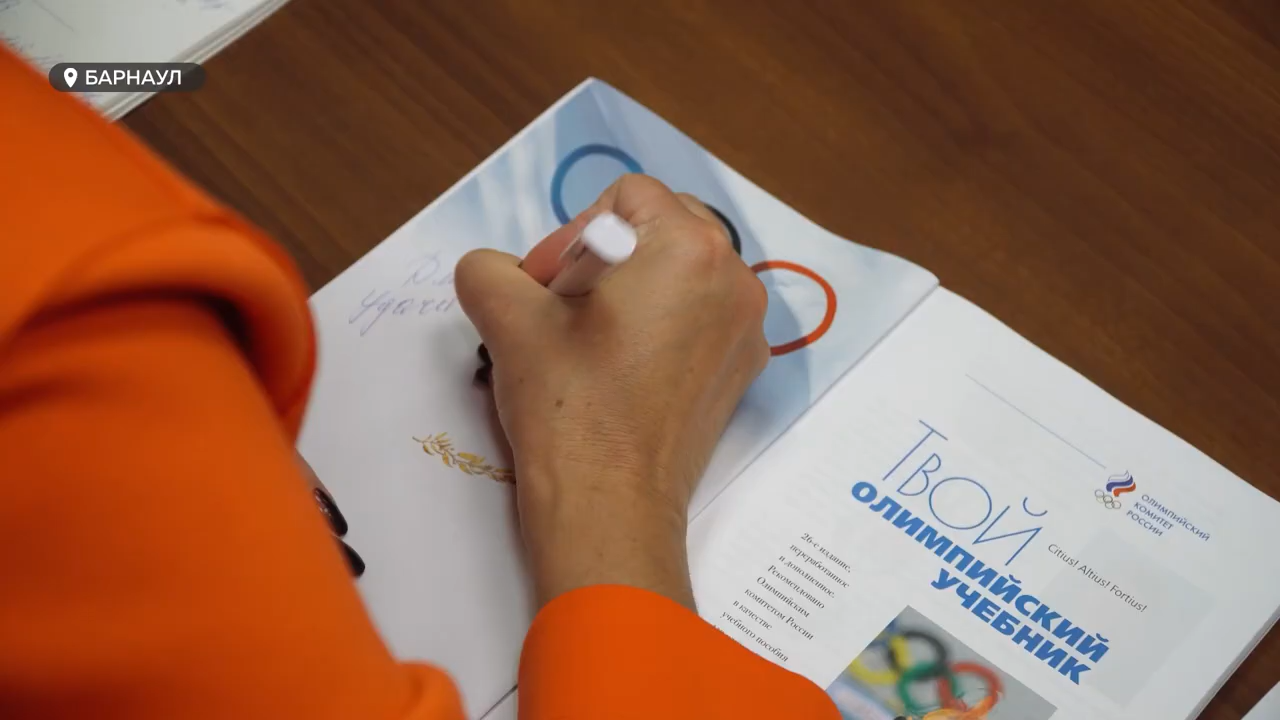 БАРНАУЛ
Удачи
ТВОЙ
ОЛИМПИЙСКИЙ
УЧЕБНИК
Citius! Altius! Fortius!
ОЛИМПИЙСКИЙ
КОМИТЕТ
РОССИИ
26-е издание,
переработанное
и дополненное.
Рекомендовано
Олимпийским
комитетом России
в качестве
учебного пособия